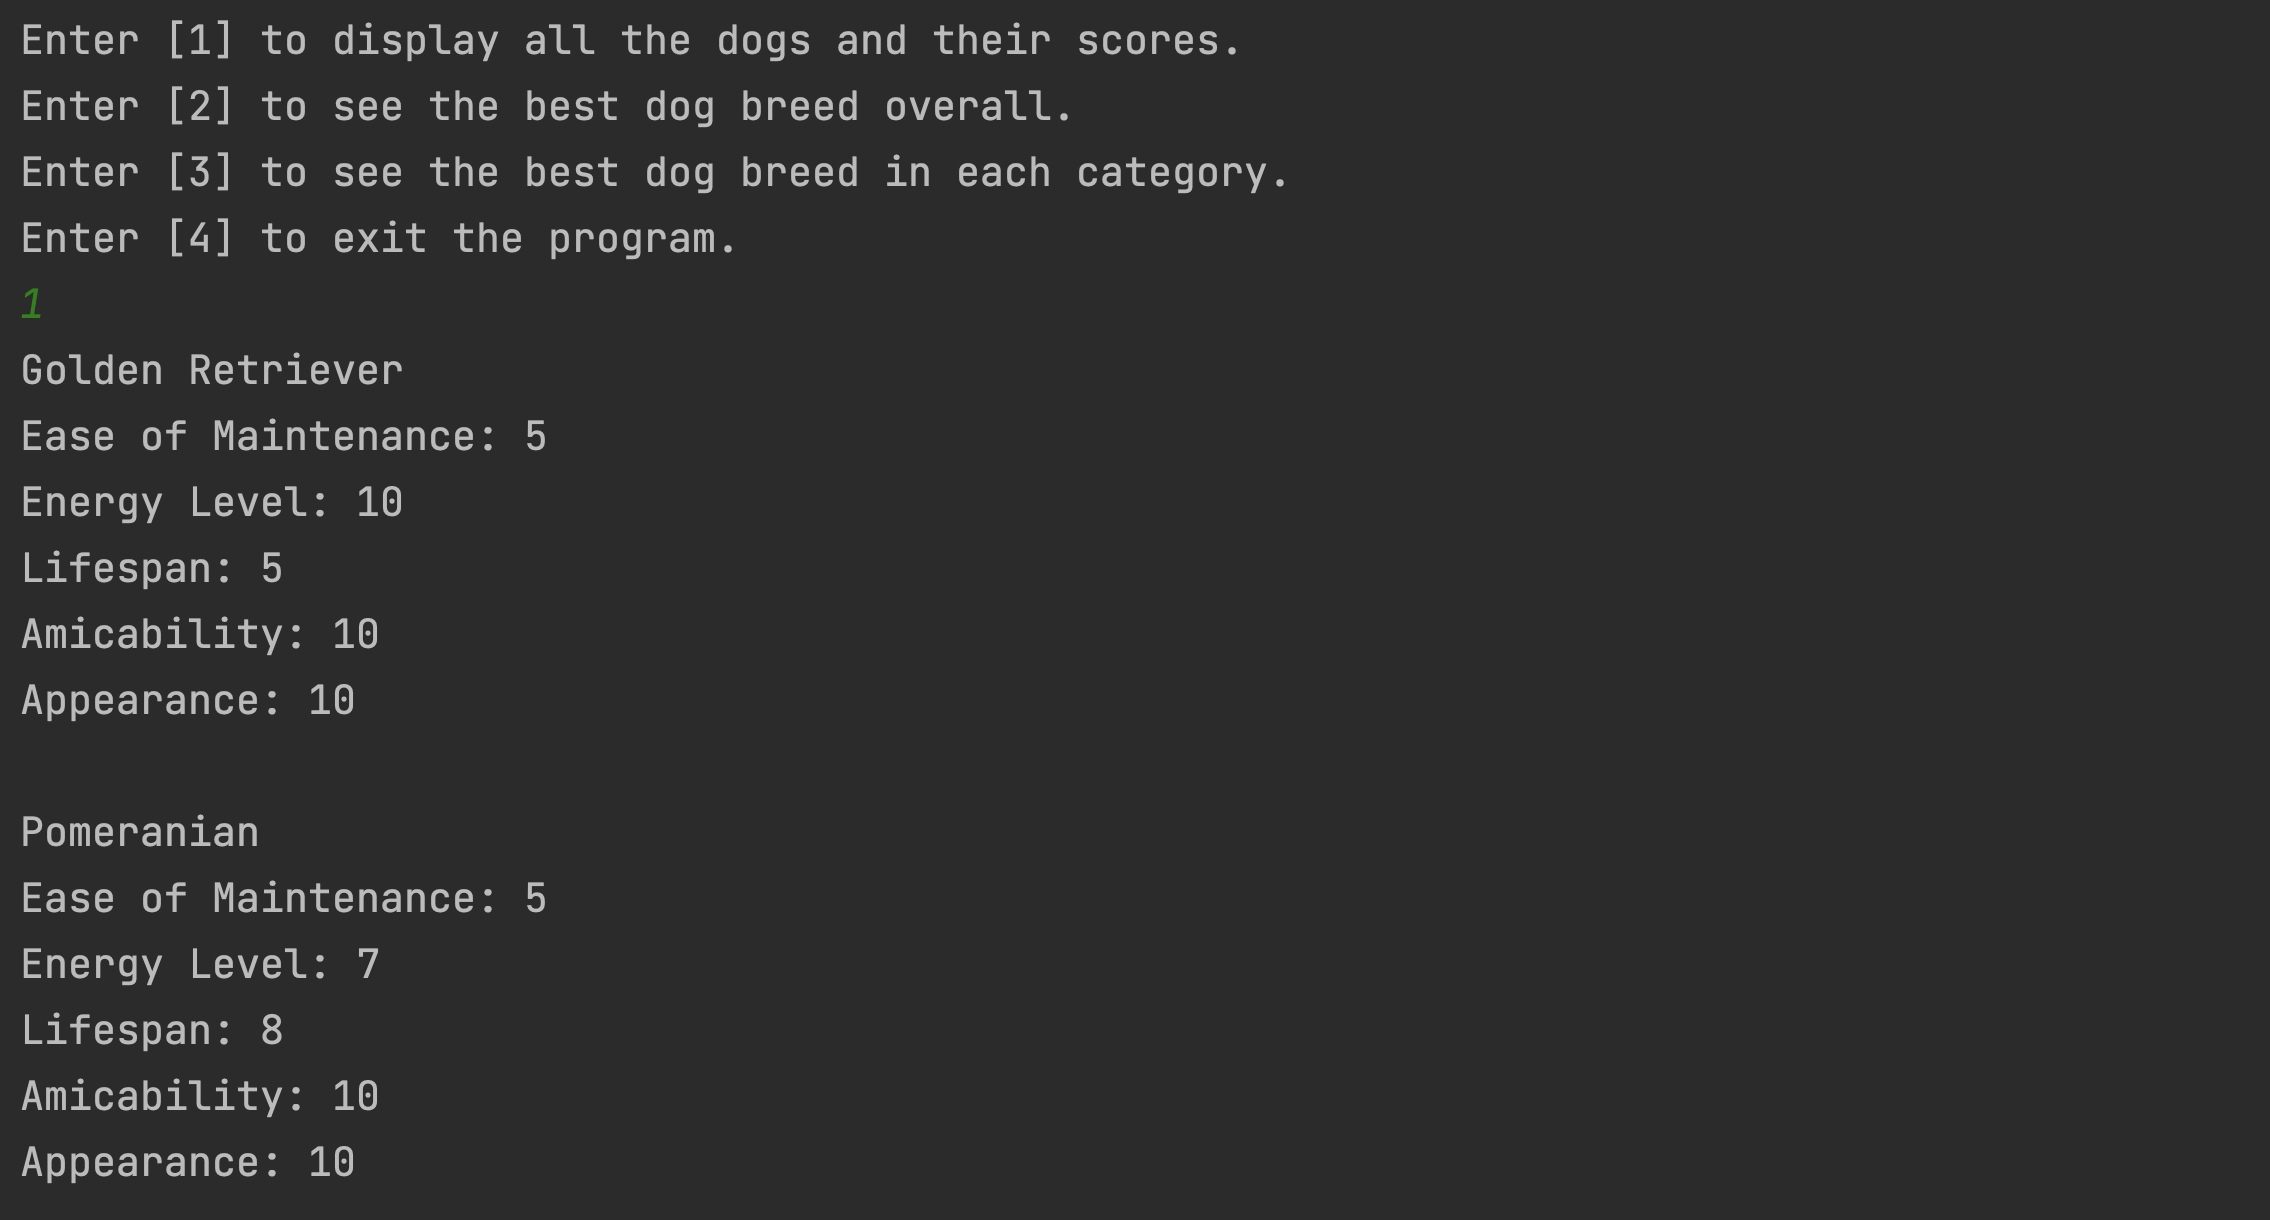 Enter [1] to display all the dogs and their scores.
Enter [2] to see the best dog breed overall.
Enter [3] to see the best dog breed in each category.
Enter [4] to exit the program.
1
Golden Retriever
Ease of Maintenance: 5
Energy Level: 10
Lifespan: 5
Amicability: 10
Appearance: 10
Pomeranian
Ease of Maintenance: 5
Energy Level: 7
Lifespan: 8
Amicability: 10
Appearance: 10